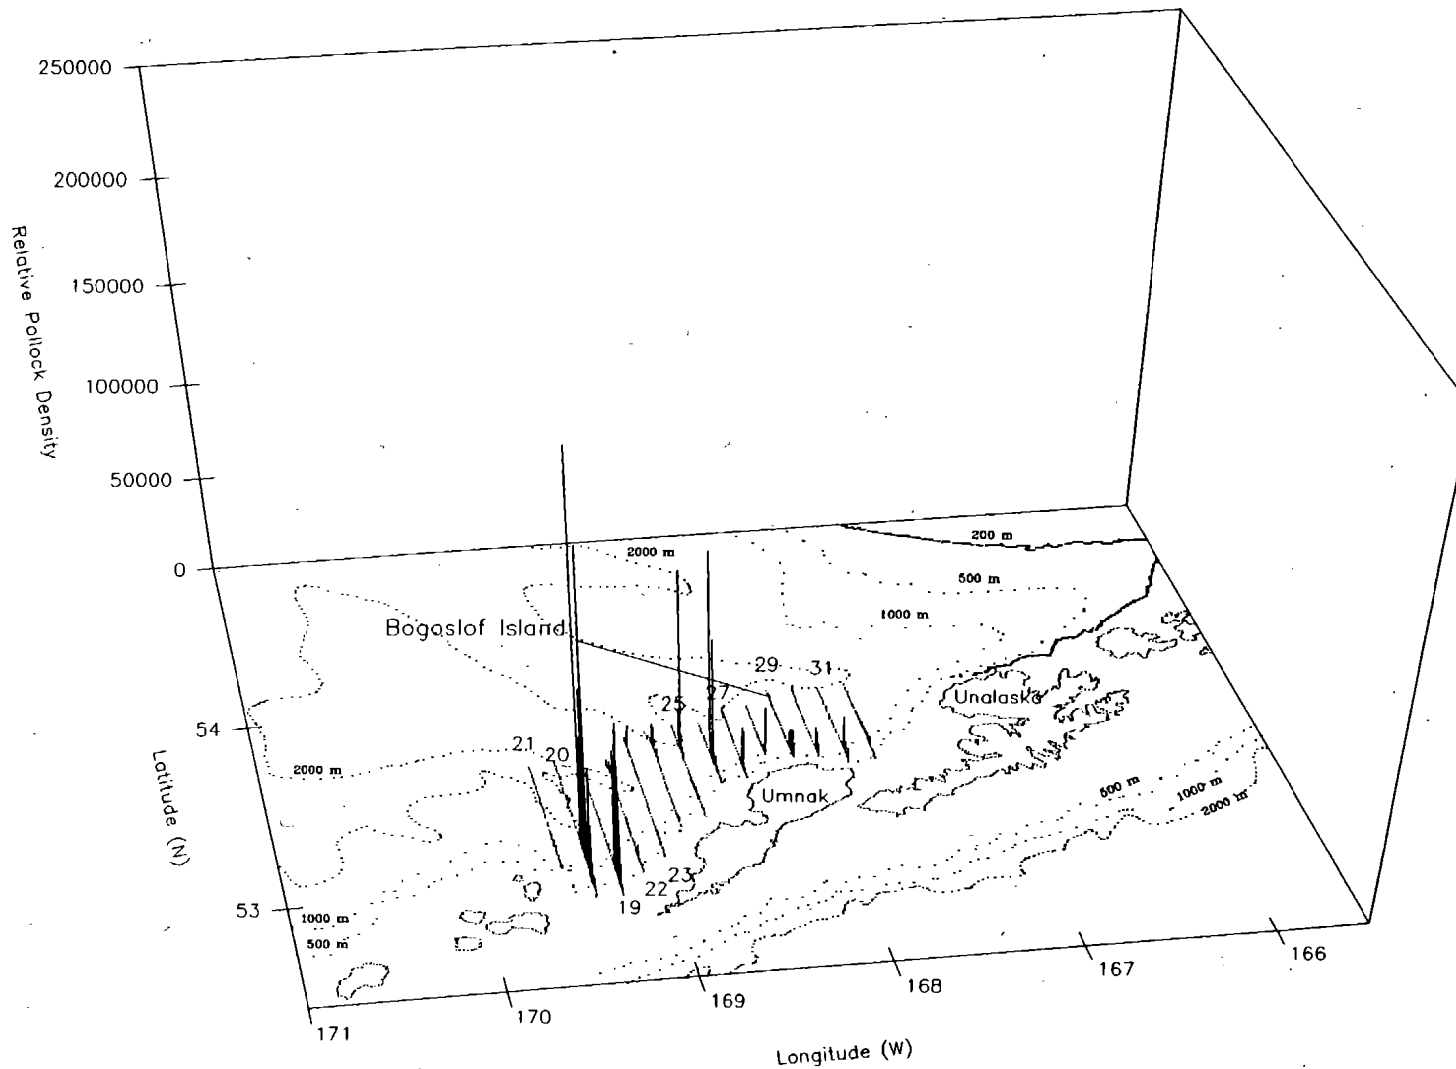 250000
200000
150000
100000
50000
0
Relative Pollock Density
200 m
2000 m
500 m
1000 m
Bogoslof Island
29
31
27
25
Unalaska
54
21
20
2000 m
500 m
1000 m
2000 m
Umnak
Latitude (N)
23
22
19
53
1000 m
500 m
166
167
168
169
170
171
Longitude (W)